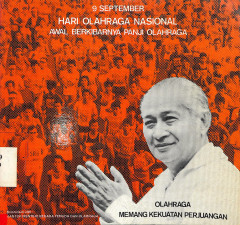 9 SEPTEMBER
HARI OLAHRAGA NASIONAL
AWAL BERKIBARNYA PANJI OLAHRAGA
OLAHRAGA
MEMANG KEKUATAN PERJUANGAN